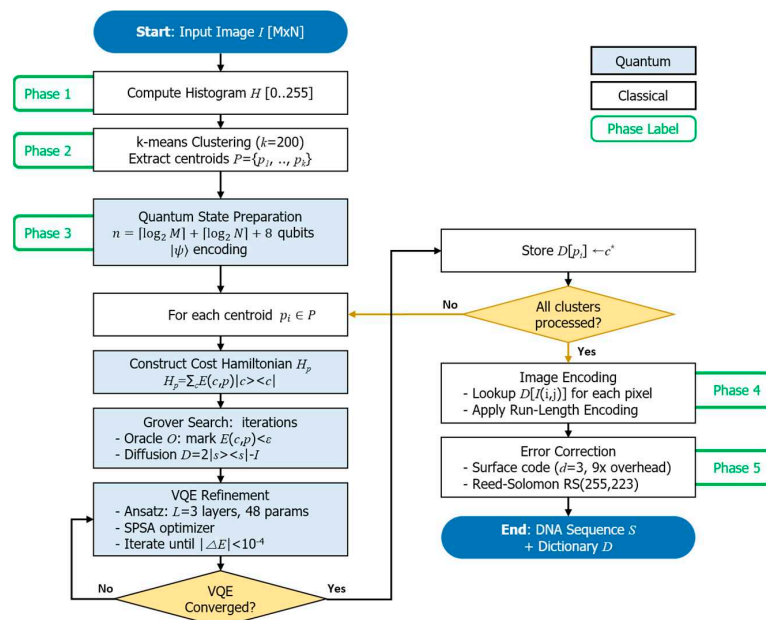 Start: Input Image I [MxN]
Phase 1
Compute Histogram H [0..255]
Phase 2
k-means Clustering (k=200)
Extract centroids P={p₁, .., pₖ}
Phase 3
Quantum State Preparation
n = ⌈log₂ M⌉ + ⌈log₂ N⌉ + 8 qubits
|ψ⟩ encoding
For each centroid pᵢ ∈ P
Construct Cost Hamiltonian Hₚ
Hₚ=∑꜀E(c,p)|c><c|
Grover Search: iterations
- Oracle O: mark E(c,p)<ε
- Diffusion D=2|s><s|-I
VQE Refinement
- Ansatz: L=3 layers, 48 params
- SPSA optimizer
- Iterate until |△E|<10⁻⁴
No
VQE
Converged?
Yes
Quantum
Classical
Phase Label
Store D[pᵢ] ←c*
No
All clusters
processed?
Yes
Image Encoding
- Lookup D[I(i,j)] for each pixel
- Apply Run-Length Encoding
Phase 4
Error Correction
- Surface code (d=3, 9x overhead)
- Reed-Solomon RS(255,223)
Phase 5
End: DNA Sequence S
+ Dictionary D